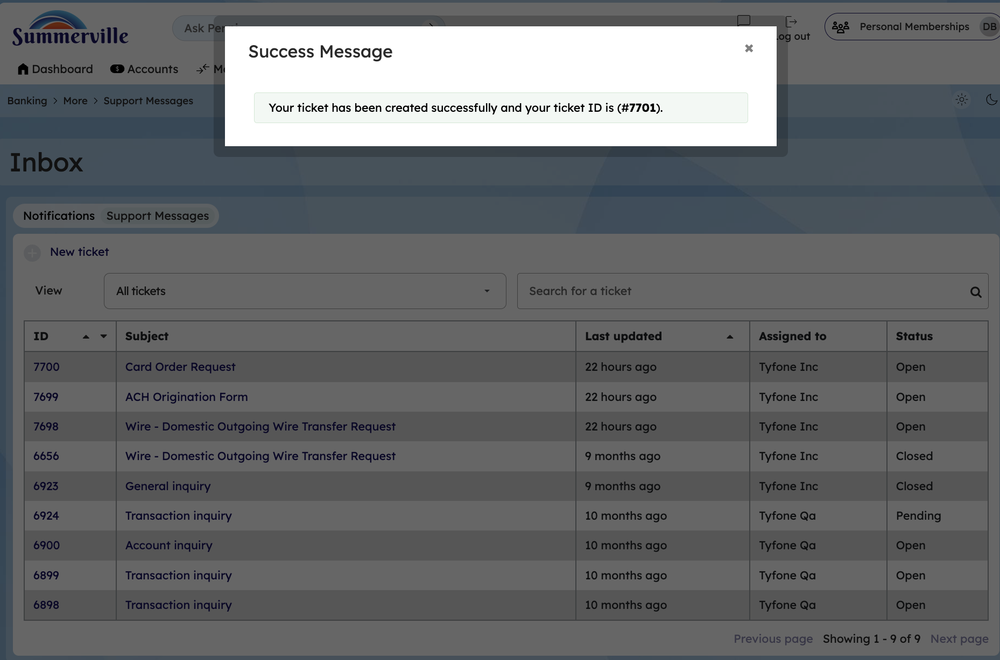 Summerville
Ask
Log out
Personal Memberships
DB
Dashboard
Accounts
Success Message
Your ticket has been created successfully and your ticket ID is (#7701).
Banking > More > Support Messages
Inbox
Notifications
Support Messages
New ticket
View
All tickets
Search for a ticket
ID Subject Last updated Assigned to Status
7700 Card Order Request 22 hours ago Tyfone Inc Open
7699 ACH Origination Form 22 hours ago Tyfone Inc Open
7698 Wire - Domestic Outgoing Wire Transfer Request 22 hours ago Tyfone Inc Open
6656 Wire - Domestic Outgoing Wire Transfer Request 9 months ago Tyfone Inc Closed
6923 General inquiry 9 months ago Tyfone Inc Closed
6924 Transaction inquiry 10 months ago Tyfone Qa Pending
6900 Account inquiry 10 months ago Tyfone Qa Open
6899 Transaction inquiry 10 months ago Tyfone Qa Open
6898 Transaction inquiry 10 months ago Tyfone Qa Open
Previous page Showing 1 - 9 of 9 Next page